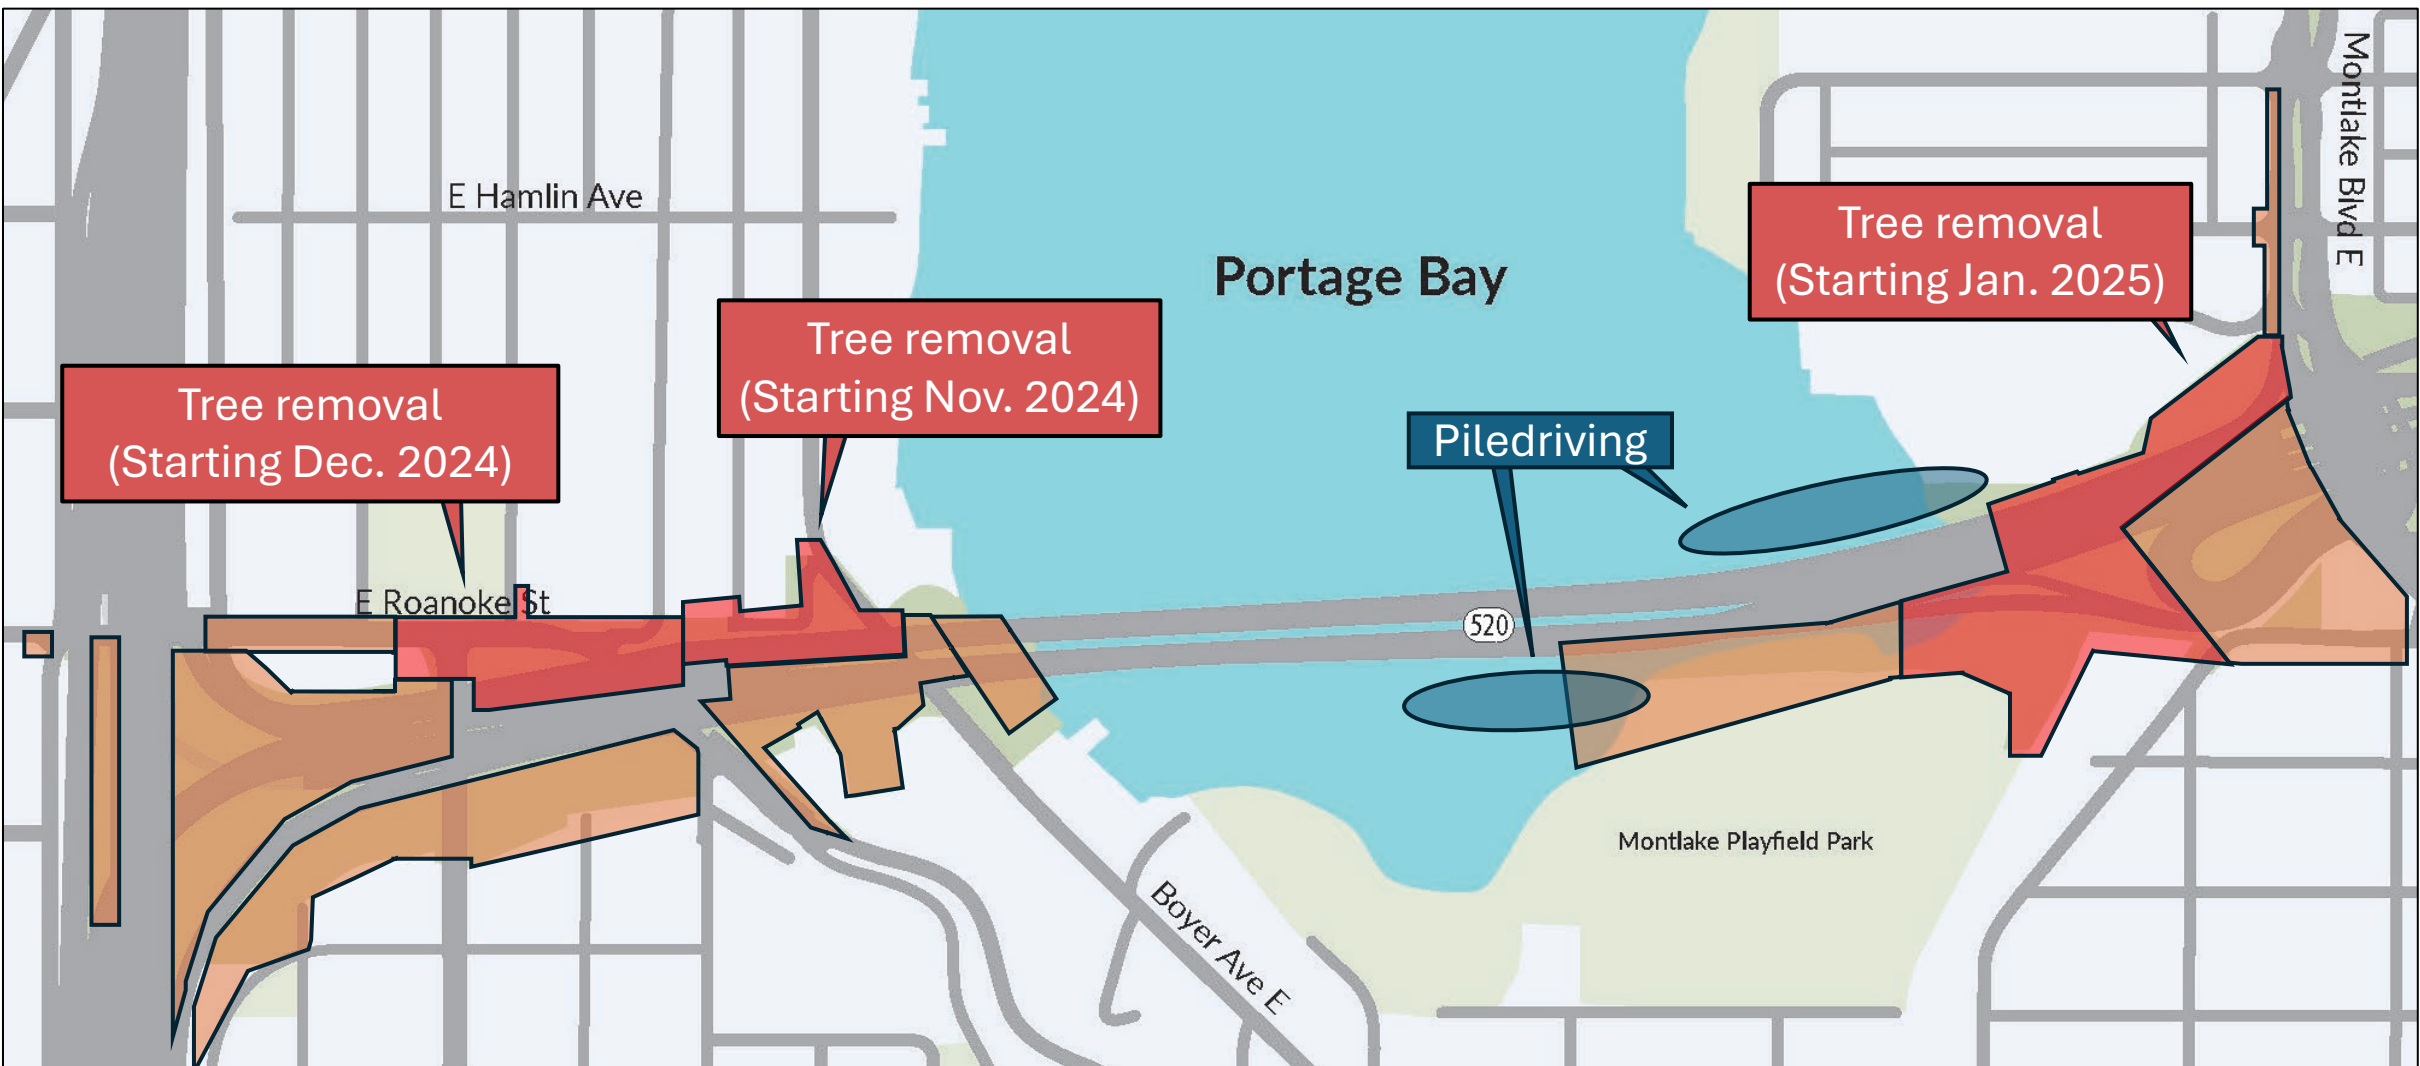 Montlake Blvd E
E Hamlin Ave
Tree removal
(Starting Jan. 2025)
Portage Bay
Tree removal
(Starting Nov. 2024)
Tree removal
(Starting Dec. 2024)
Piledriving
E Roanoke St
520
Montlake Playfield Park
Boyer Ave E